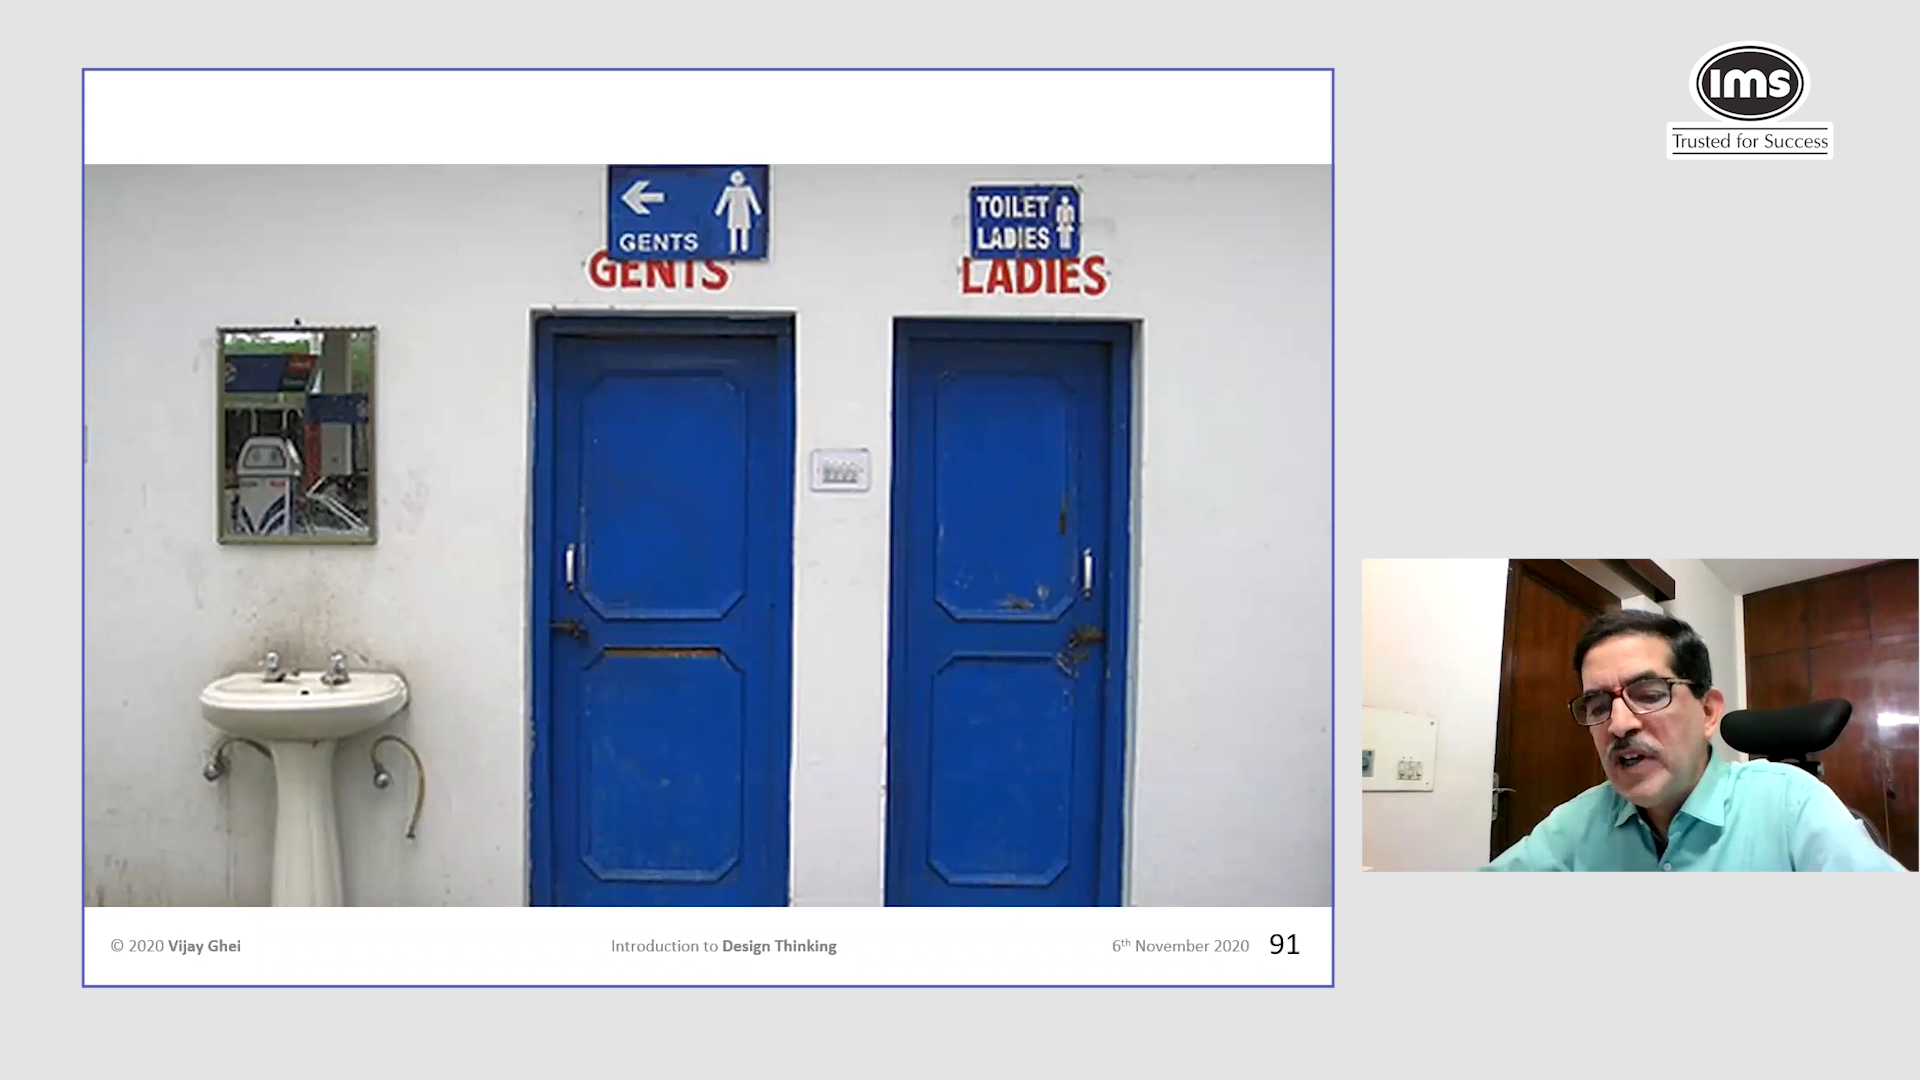 ims
Trusted for Success
GENTS
GENTS
TOILET
LADIES
LADIES
© 2020 Vijay Ghei
Introduction to Design Thinking
6th November 2020
91